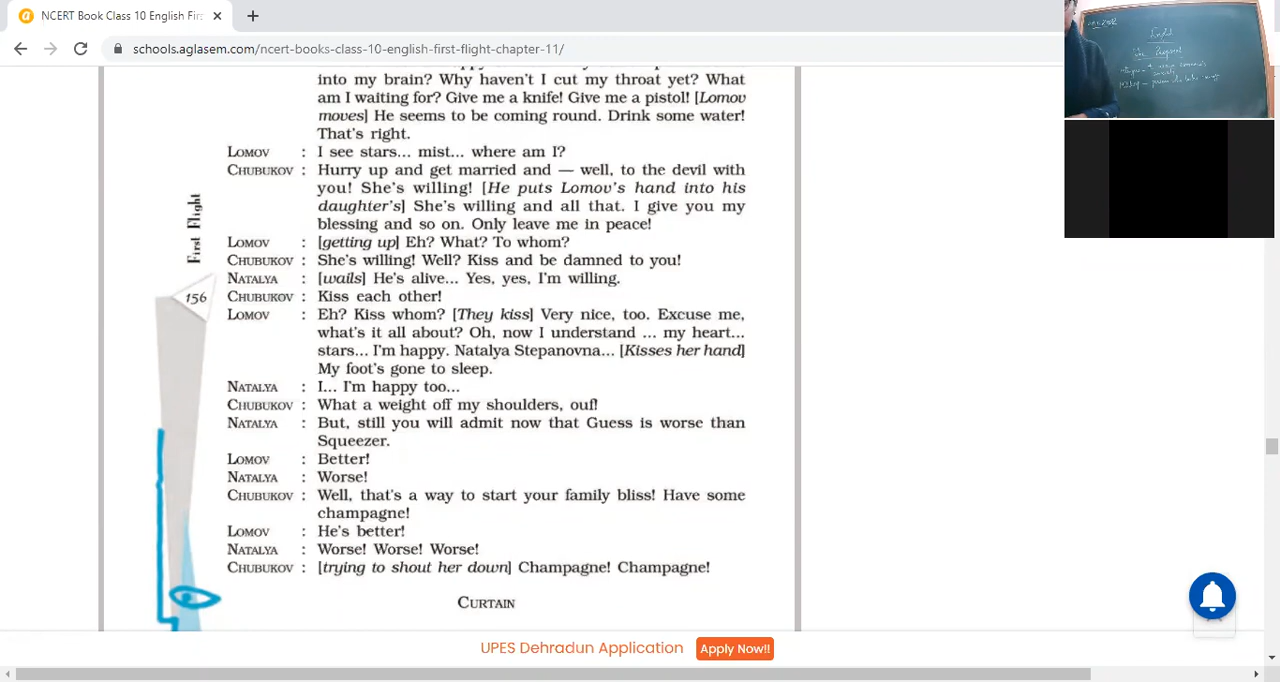 NCERT Book Class 10 English Firs
schools.aglasem.com/ncert-books-class-10-english-first-flight-chapter-11/
into my brain? Why haven't I cut my throat yet? What
am I waiting for? Give me a knife! Give me a pistol! [Lomov
moves] He seems to be coming round. Drink some water!
That's right.
LOMOV : I see stars... mist... where am I?
CHUBUKOV : Hurry up and get married and — well, to the devil with
you! She's willing! [He puts Lomov's hand into his
daughter's] She's willing and all that. I give you my
blessing and so on. Only leave me in peace!
LOMOV : [getting up] Eh? What? To whom?
CHUBUKOV : She's willing! Well? Kiss and be damned to you!
NATALYA : [wails] He's alive... Yes, yes, I'm willing.
CHUBUKOV : Kiss each other!
LOMOV : Eh? Kiss whom? [They kiss] Very nice, too. Excuse me,
what's it all about? Oh, now I understand ... my heart...
stars... I'm happy. Natalya Stepanovna... [Kisses her hand]
My foot's gone to sleep.
NATALYA : I... I'm happy too...
CHUBUKOV : What a weight off my shoulders, ouf!
NATALYA : But, still you will admit now that Guess is worse than
Squeezer.
LOMOV : Better!
NATALYA : Worse!
CHUBUKOV : Well, that's a way to start your family bliss! Have some
champagne!
LOMOV : He's better!
NATALYA : Worse! Worse! Worse!
CHUBUKOV : [trying to shout her down] Champagne! Champagne!
CURTAIN
First Flight
156
UPES Dehradun Application Apply Now!!
English
The Proposal